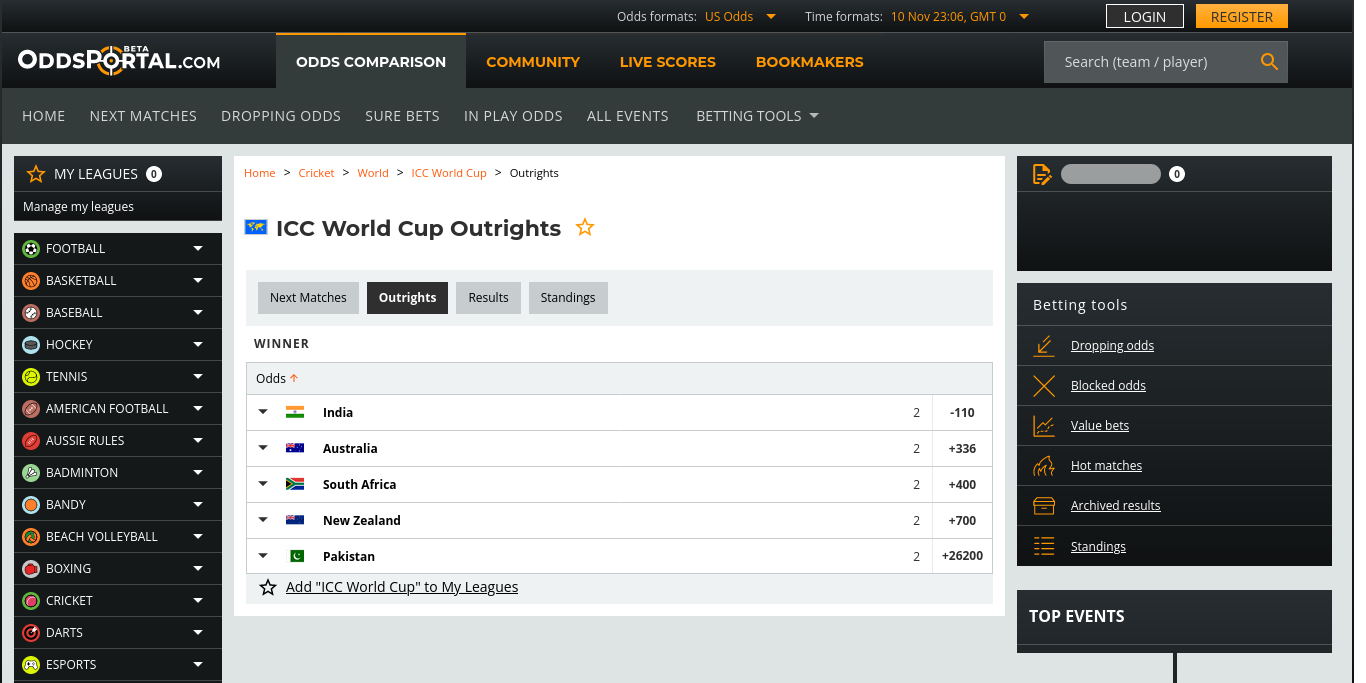 Odds formats: US Odds Time formats: 10 Nov 23:06, GMT 0 LOGIN REGISTER
ODDSPORTAL.COM BETA
ODDS COMPARISON COMMUNITY LIVE SCORES BOOKMAKERS Search (team / player)
HOME NEXT MATCHES DROPPING ODDS SURE BETS IN PLAY ODDS ALL EVENTS BETTING TOOLS
MY LEAGUES 0
Manage my leagues
FOOTBALL
BASKETBALL
BASEBALL
HOCKEY
TENNIS
AMERICAN FOOTBALL
AUSSIE RULES
BADMINTON
BANDY
BEACH VOLLEYBALL
BOXING
CRICKET
DARTS
ESPORTS
Home > Cricket > World > ICC World Cup > Outrights
ICC World Cup Outrights
Next Matches Outrights Results Standings
WINNER
Odds
India 2 -110
Australia 2 +336
South Africa 2 +400
New Zealand 2 +700
Pakistan 2 +26200
Add "ICC World Cup" to My Leagues
0
Betting tools
Dropping odds
Blocked odds
Value bets
Hot matches
Archived results
Standings
TOP EVENTS